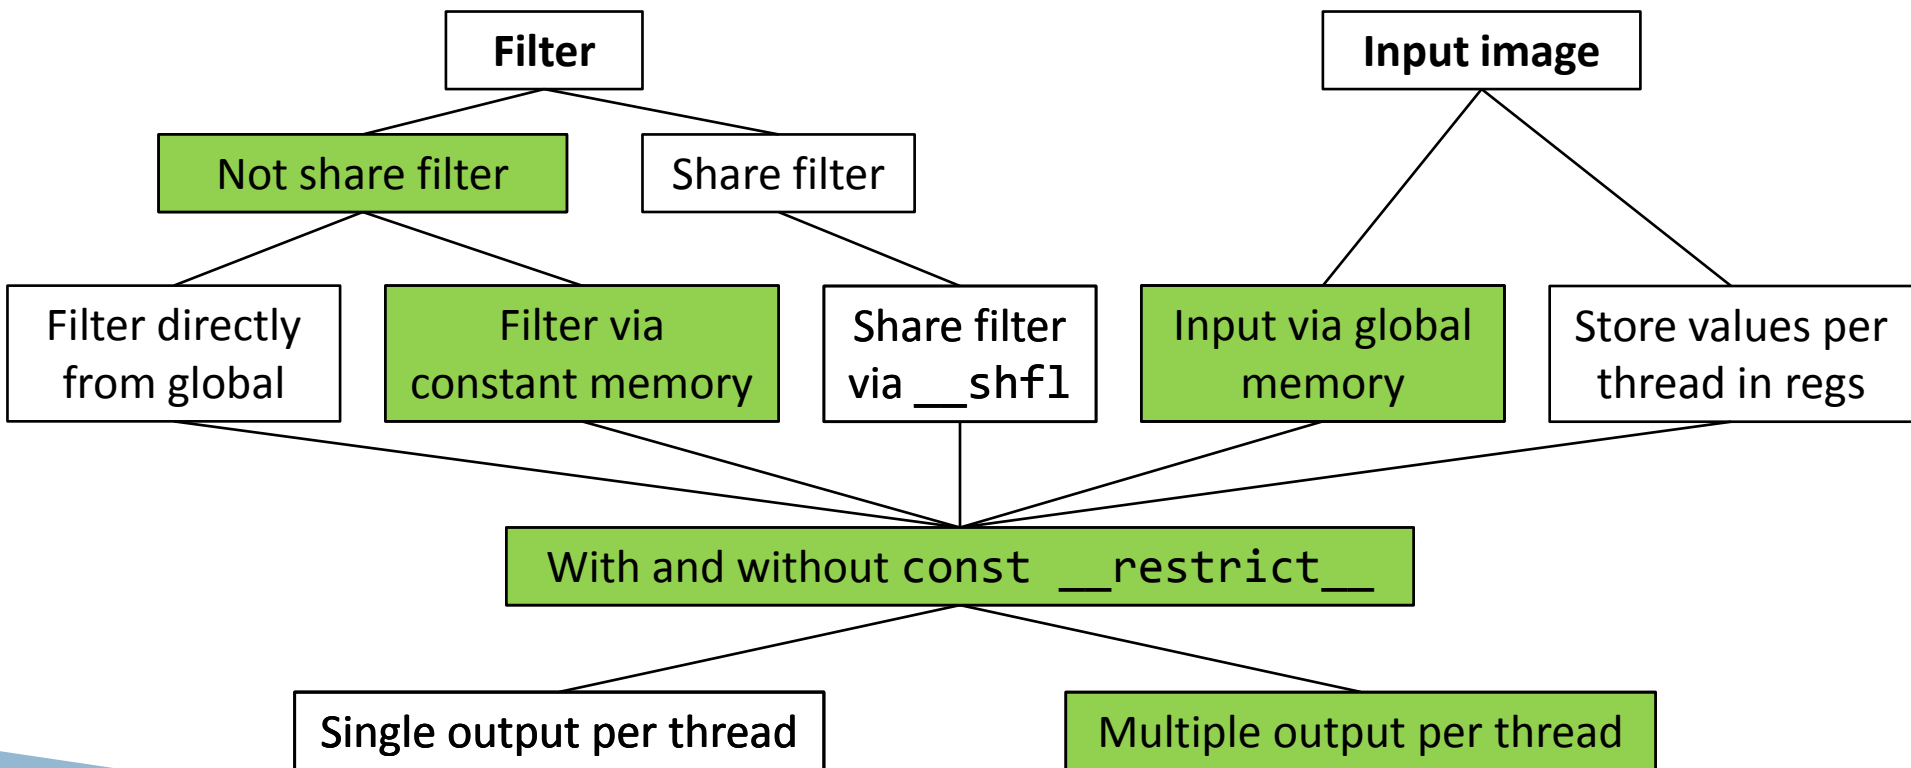 Filter
Input image
Not share filter
Share filter
Filter directly
from global
Filter via
constant memory
Share filter
via __shfl
Input via global
memory
Store values per
thread in regs
With and without const __restrict__
Single output per thread
Multiple output per thread